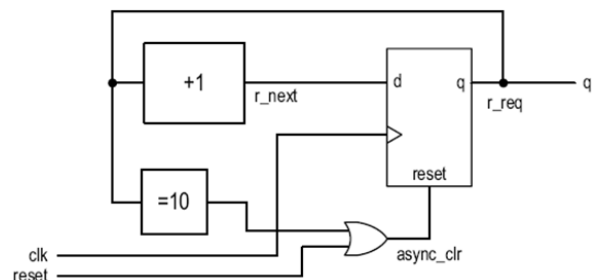 +1
r_next
d
q
r_req
q
=10
reset
clk
reset
async_clr